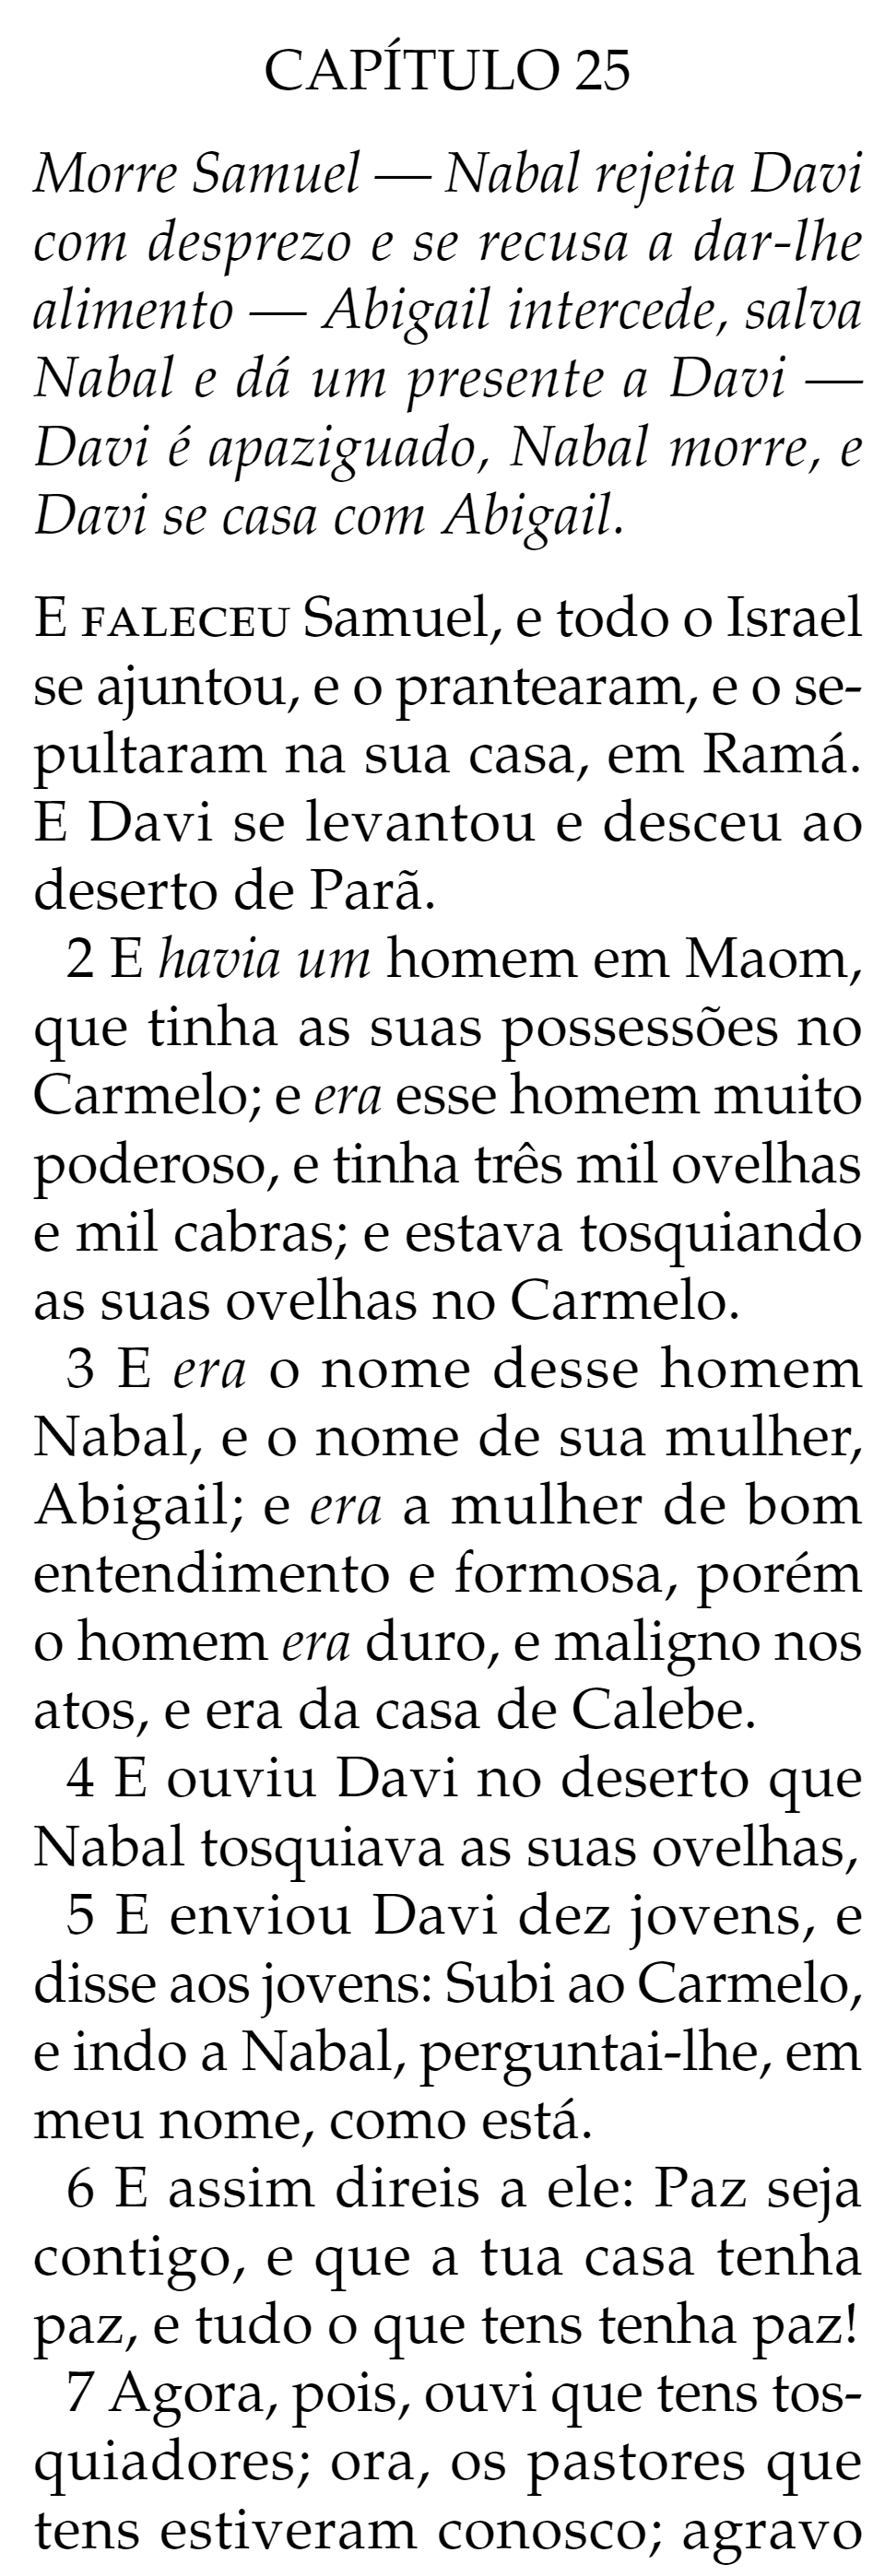 CAPÍTULO 25
Morre Samuel — Nabal rejeita Davi
com desprezo e se recusa a dar-lhe
alimento — Abigail intercede, salva
Nabal e dá um presente a Davi —
Davi é apaziguado, Nabal morre, e
Davi se casa com Abigail.
E FALECEU Samuel, e todo o Israel
se ajuntou, e o prantearam, e o se-
pultaram na sua casa, em Ramá.
E Davi se levantou e desceu ao
deserto de Parã.
2 E havia um homem em Maom,
que tinha as suas possessões no
Carmelo; e era esse homem muito
poderoso, e tinha três mil ovelhas
e mil cabras; e estava tosquiando
as suas ovelhas no Carmelo.
3 E era o nome desse homem
Nabal, e o nome de sua mulher,
Abigail; e era a mulher de bom
entendimento e formosa, porém
o homem era duro, e maligno nos
atos, e era da casa de Calebe.
4 E ouviu Davi no deserto que
Nabal tosquiava as suas ovelhas,
5 E enviou Davi dez jovens, e
disse aos jovens: Subi ao Carmelo,
e indo a Nabal, perguntai-lhe, em
meu nome, como está.
6 E assim direis a ele: Paz seja
contigo, e que a tua casa tenha
paz, e tudo o que tens tenha paz!
7 Agora, pois, ouvi que tens tos-
quiadores; ora, os pastores que
tens estiveram conosco; agravo